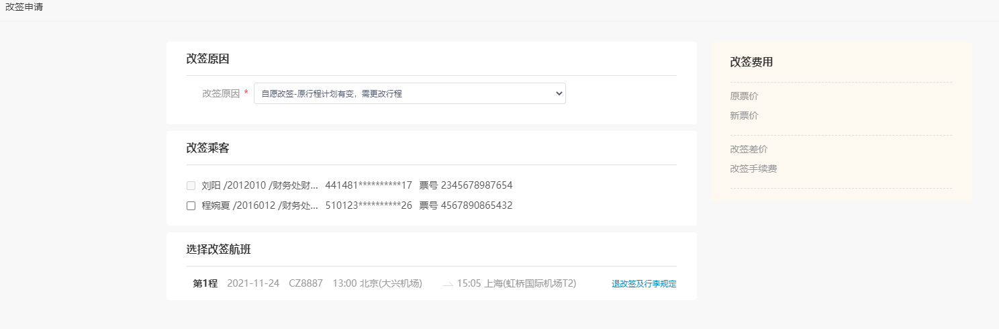 改签申请
改签原因
改签原因 * 自愿改签-原行程计划有变，需更改行程
改签乘客
刘阳 /2012010 /财务处财... 441481**********17 票号 2345678987654
程婉夏 /2016012 /财务处... 510123**********26 票号 4567890865432
选择改签航班
第1程 2021-11-24 CZ8887 13:00 北京(大兴机场) 15:05 上海(虹桥国际机场T2) 退改签及行李规定
改签费用
原票价
新票价
改签差价
改签手续费